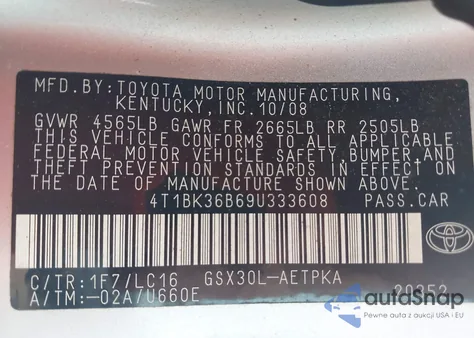 MFD.BY:TOYOTA MOTOR MANUFACTURING,
KENTUCKY,INC.10/08
GVWR 4565LB GAWR FR 2665LB RR 2505LB
THIS VEHICLE CONFORMS TO ALL APPLICABLE
FEDERAL MOTOR VEHICLE SAFETY,BUMPER,AND
THEFT PREVENTION STANDARDS IN EFFECT ON
THE DATE OF MANUFACTURE SHOWN ABOVE.
4T1BK36B69U333608 PASS.CAR
C/TR:1F7/LC16 GSX30L-AETPKA
A/TM:-02A/U660E
TOYOTA
autoSnap
Pewne auta z aukcji USA i EU